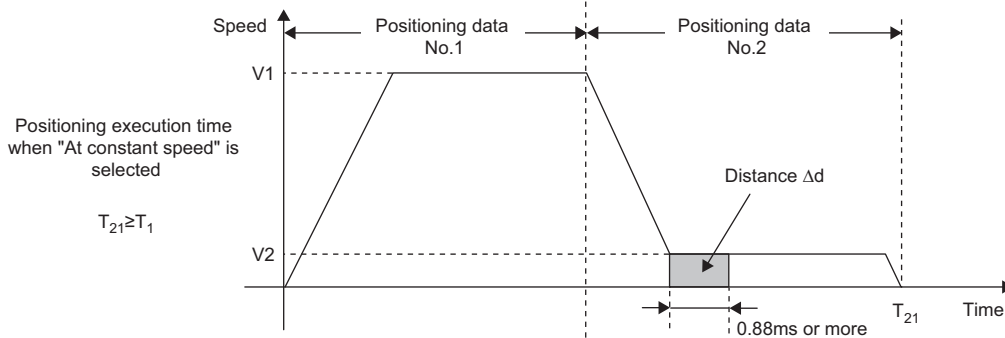 Speed
Positioning data
No.1
Positioning data
No.2
V1
Positioning execution time
when "At constant speed" is
selected
T21≥T1
Distance Δd
V2
T21
Time
0.88ms or more